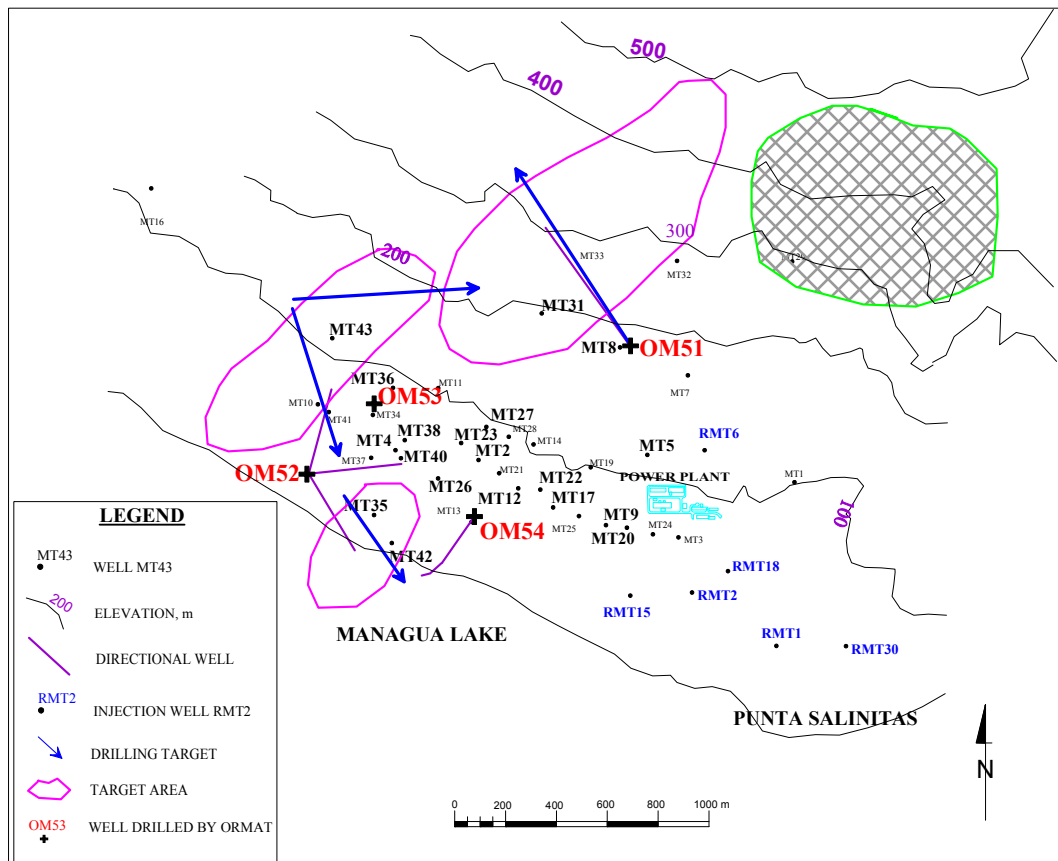 500
400
300
MT16
MT33
MT32
MT2
200
MT31
MT43
MT8
OM51
MT36
MT11
MT7
OM53
MT10
MT41
MT34
MT27
MT38
MT23
MT28
MT14
RMT6
MT4
MT2
MT5
MT37
MT40
MT21
MT19
POWER PLANT
MT1
OM52
MT26
MT22
MT12
MT17
MT35
MT13
MT25
MT9
MT24
100
OM54
MT20
MT3
MT42
RMT18
RMT2
RMT15
MANAGUA LAKE
RMT1
RMT30
PUNTA SALINITAS
LEGEND
MT43
WELL MT43
200
ELEVATION, m
DIRECTIONAL WELL
RMT2
INJECTION WELL RMT2
DRILLING TARGET
TARGET AREA
OM53
WELL DRILLED BY ORMAT
0 200 400 600 800 1000 m
N